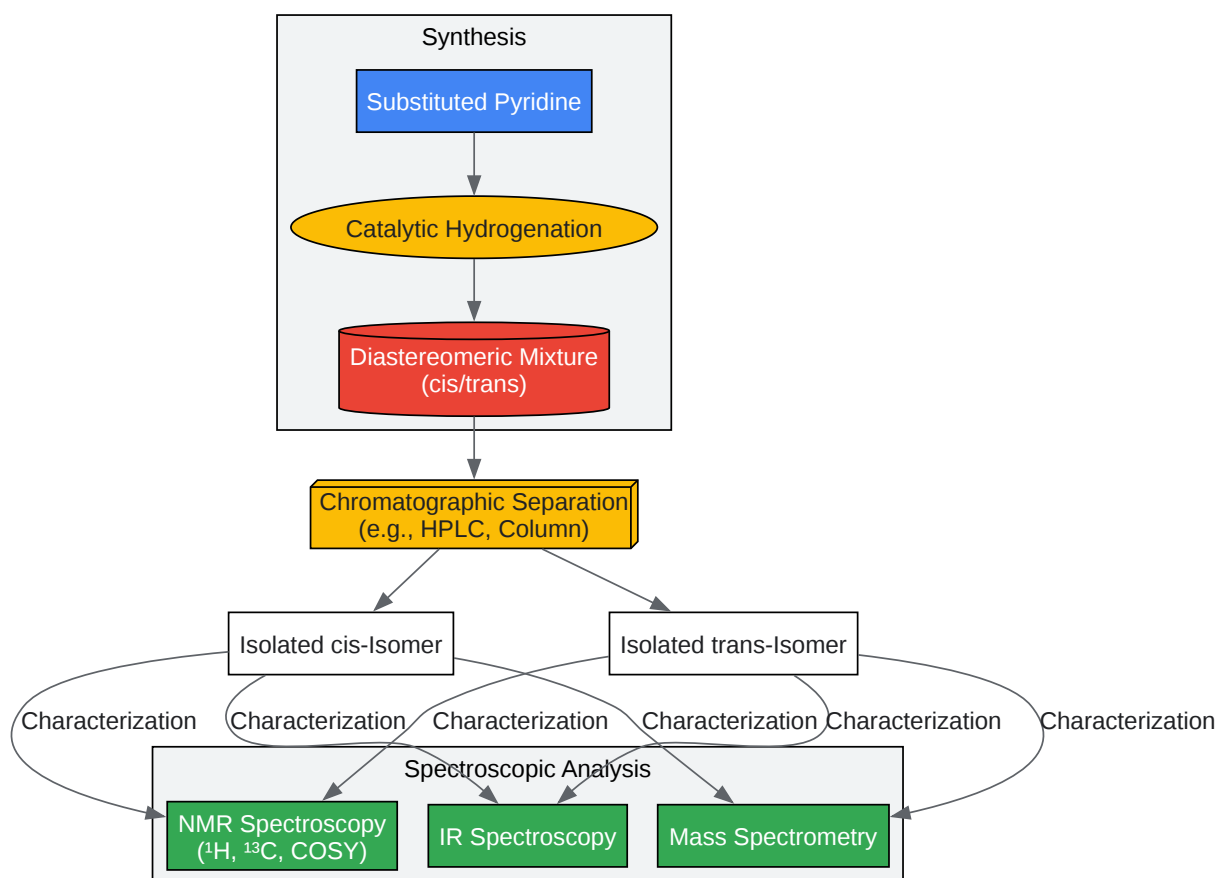 Synthesis
Substituted Pyridine
Catalytic Hydrogenation
Diastereomeric Mixture
(cis/trans)
Chromatographic Separation
(e.g., HPLC, Column)
Isolated cis-Isomer
Isolated trans-Isomer
Characterization
Characterization
Characterization
Characterization
Characterization
Characterization
Spectroscopic Analysis
NMR Spectroscopy
(¹H, ¹³C, COSY)
IR Spectroscopy
Mass Spectrometry